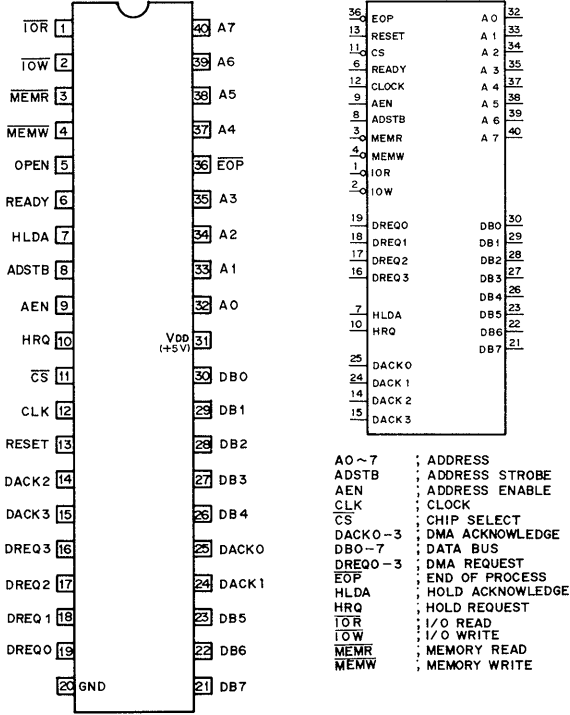 IOR 1 40 A7
IOW 2 39 A6
MEMR 3 38 A5
MEMW 4 37 A4
OPEN 5 36 EOP
READY 6 35 A3
HLDA 7 34 A2
ADSTB 8 33 A1
AEN 9 32 A0
HRQ 10 VDD (+5V) 31
CS 11 30 DB0
CLK 12 29 DB1
RESET 13 28 DB2
DACK2 14 27 DB3
DACK3 15 26 DB4
DREQ3 16 25 DACK0
DREQ2 17 24 DACK1
DREQ1 18 23 DB5
DREQ0 19 22 DB6
20 GND 21 DB7
36 EOP A0 32
13 RESET A1 33
11 CS A2 34
6 READY A3 35
12 CLOCK A4 37
9 AEN A5 38
8 ADSTB A6 39
3 MEMR A7 40
4 MEMW
1 IOR
2 IOW
19 DREQ0 DB0 30
18 DREQ1 DB1 29
17 DREQ2 DB2 28
16 DREQ3 DB3 27
DB4 26
7 HLDA DB5 23
10 HRQ DB6 22
DB7 21
25 DACK0
24 DACK1
14 DACK2
15 DACK3
A0~7 ; ADDRESS
ADSTB ; ADDRESS STROBE
AEN ; ADDRESS ENABLE
CLK ; CLOCK
CS ; CHIP SELECT
DACK0-3 ; DMA ACKNOWLEDGE
DB0-7 ; DATA BUS
DREQ0-3 ; DMA REQUEST
EOP ; END OF PROCESS
HLDA ; HOLD ACKNOWLEDGE
HRQ ; HOLD REQUEST
IOR ; I/O READ
IOW ; I/O WRITE
MEMR ; MEMORY READ
MEMW ; MEMORY WRITE